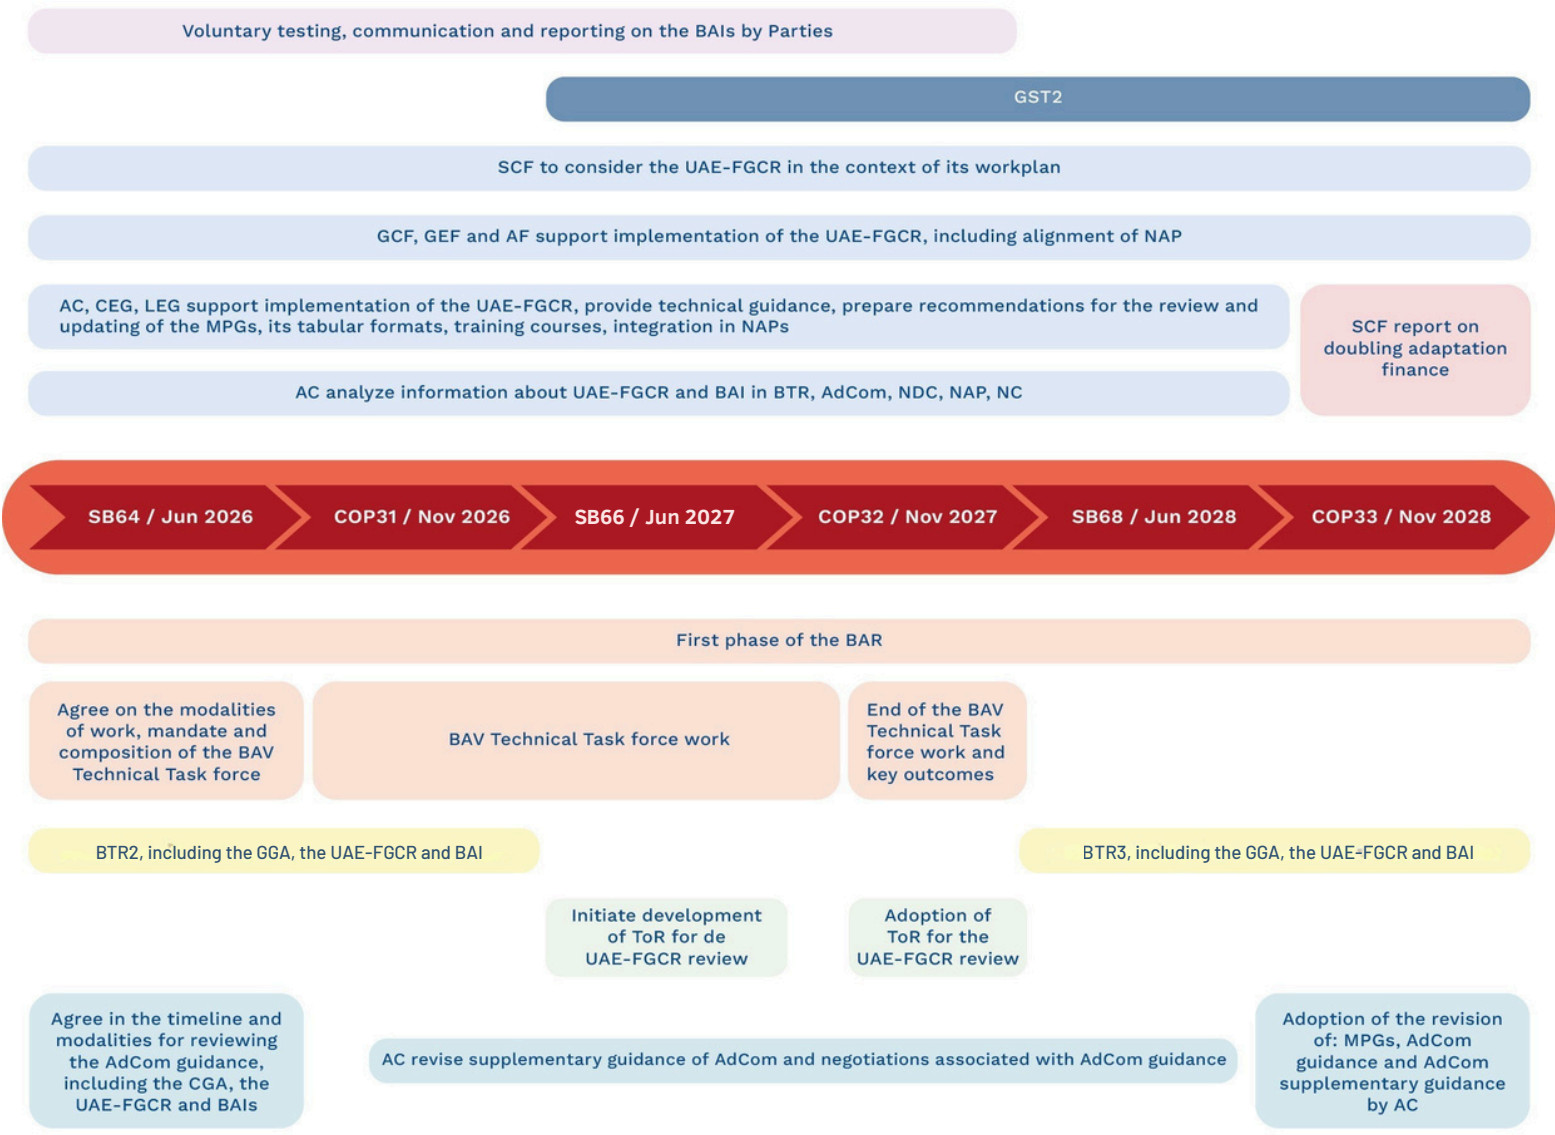 Voluntary testing, communication and reporting on the BAIs by Parties
GST2
SCF to consider the UAE-FGCR in the context of its workplan
GCF, GEF and AF support implementation of the UAE-FGCR, including alignment of NAP
AC, CEG, LEG support implementation of the UAE-FGCR, provide technical guidance, prepare recommendations for the review and
updating of the MPGs, its tabular formats, training courses, integration in NAPs
SCF report on
doubling adaptation
finance
AC analyze information about UAE-FGCR and BAI in BTR, AdCom, NDC, NAP, NC
SB64 / Jun 2026
COP31 / Nov 2026
SB66 / Jun 2027
COP32 / Nov 2027
SB68 / Jun 2028
COP33 / Nov 2028
First phase of the BAR
Agree on the modalities
of work, mandate and
composition of the BAV
Technical Task force
BAV Technical Task force work
End of the BAV
Technical Task
force work and
key outcomes
BTR2, including the GGA, the UAE-FGCR and BAI
BTR3, including the GGA, the UAE-FGCR and BAI
Initiate development
of ToR for de
UAE-FGCR review
Adoption of
ToR for the
UAE-FGCR review
Agree in the timeline and
modalities for reviewing
the AdCom guidance,
including the CGA, the
UAE-FGCR and BAIs
AC revise supplementary guidance of AdCom and negotiations associated with AdCom guidance
Adoption of the revision
of: MPGs, AdCom
guidance and AdCom
supplementary guidance
by AC